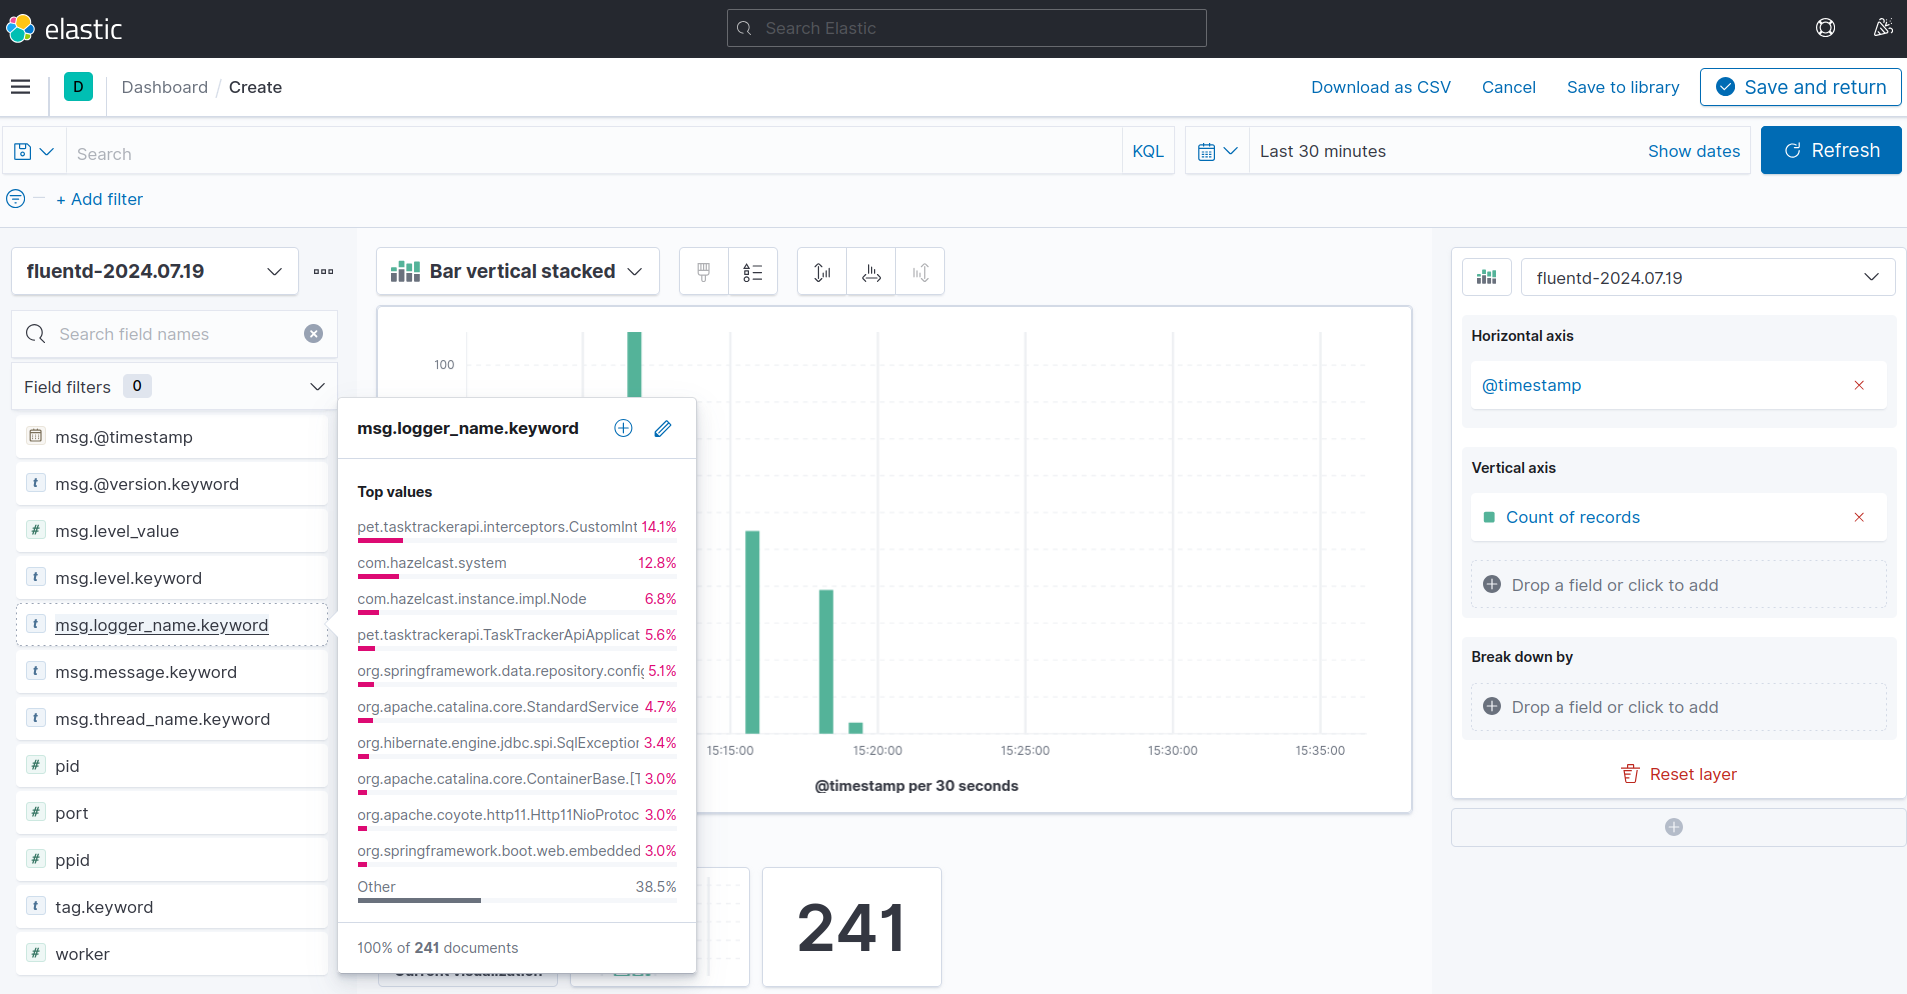 elastic
Search Elastic
D
Dashboard / Create
Download as CSV
Cancel
Save to library
Save and return
Search
KQL
Last 30 minutes
Show dates
Refresh
+ Add filter
fluentd-2024.07.19
Search field names
Field filters 0
msg.@timestamp
t msg.@version.keyword
# msg.level_value
t msg.level.keyword
t msg.logger_name.keyword
t msg.message.keyword
t msg.thread_name.keyword
# pid
# port
# ppid
t tag.keyword
# worker
Bar vertical stacked
100
15:15:00
15:20:00
15:25:00
15:30:00
15:35:00
@timestamp per 30 seconds
msg.logger_name.keyword
Top values
pet.tasktrackerapi.interceptors.CustomInt 14.1%
com.hazelcast.system 12.8%
com.hazelcast.instance.impl.Node 6.8%
pet.tasktrackerapi.TaskTrackerApiApplicat 5.6%
org.springframework.data.repository.config 5.1%
org.apache.catalina.core.StandardService 4.7%
org.hibernate.engine.jdbc.spi.SqlException 3.4%
org.apache.catalina.core.ContainerBase.[T 3.0%
org.apache.coyote.http11.Http11NioProtoc 3.0%
org.springframework.boot.web.embedded 3.0%
Other 38.5%
100% of 241 documents
Current visualization
241
fluentd-2024.07.19
Horizontal axis
@timestamp
Vertical axis
Count of records
Drop a field or click to add
Break down by
Drop a field or click to add
Reset layer